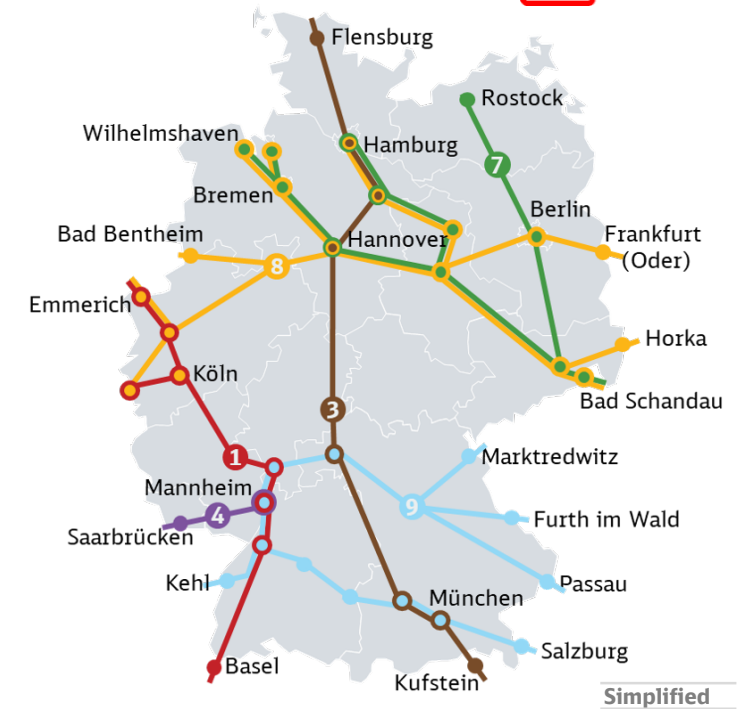 Flensburg
Rostock
Wilhelmshaven
Hamburg
7
Bremen
Berlin
Bad Bentheim
Hannover
Frankfurt
(Oder)
8
Emmerich
Horka
Köln
Bad Schandau
3
1
Marktredwitz
Mannheim
9
4
Furth im Wald
Saarbrücken
Kehl
Passau
München
Salzburg
Basel
Kufstein
Simplified